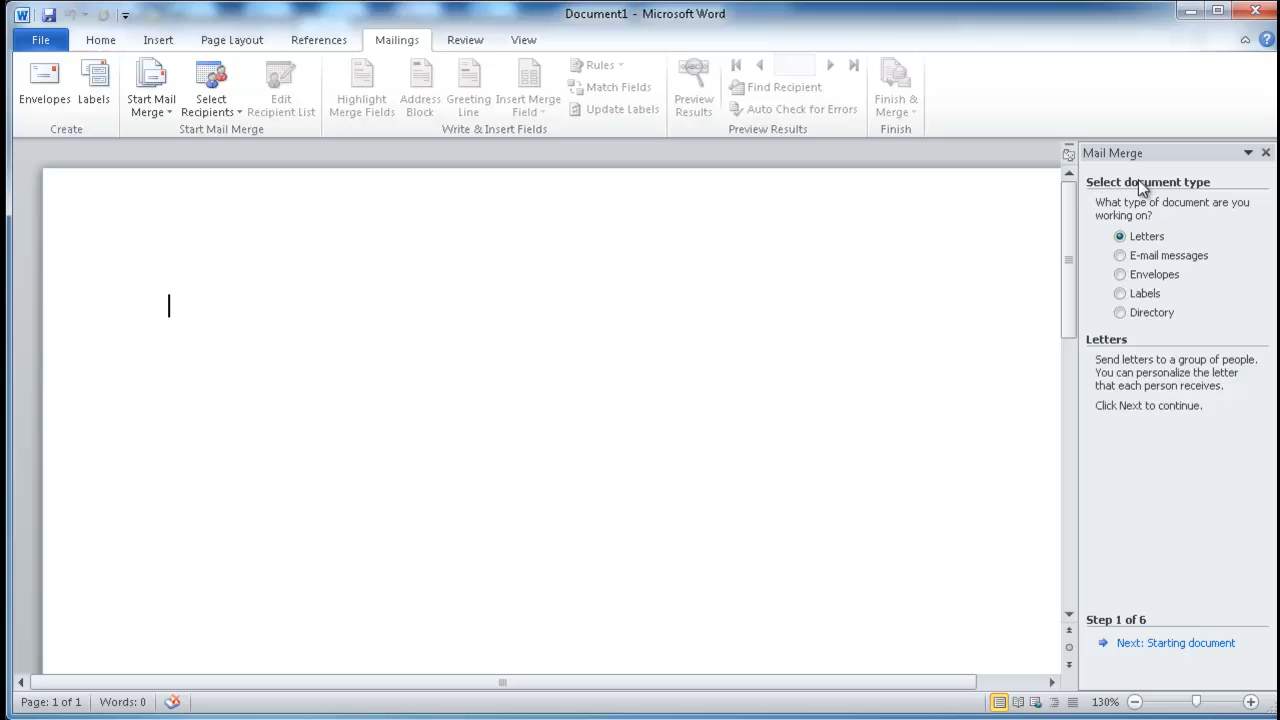 Document1 - Microsoft Word
File Home Insert Page Layout References Mailings Review View
Envelopes
Labels
Create
Start Mail
Merge
Select
Recipients
Edit
Recipient List
Start Mail Merge
Highlight
Merge Fields
Address
Block
Greeting
Line
Insert Merge
Field
Rules
Match Fields
Update Labels
Write & Insert Fields
Preview
Results
Find Recipient
Auto Check for Errors
Preview Results
Finish &
Merge
Finish
Mail Merge
Select document type
What type of document are you
working on?
Letters
E-mail messages
Envelopes
Labels
Directory
Letters
Send letters to a group of people.
You can personalize the letter
that each person receives.
Click Next to continue.
Step 1 of 6
Next: Starting document
Page: 1 of 1 Words: 0 130%